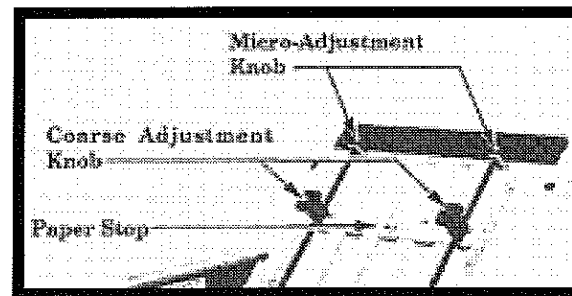 Micro-Adjustment
Knob
Coarse Adjustment
Knob
Paper Stop